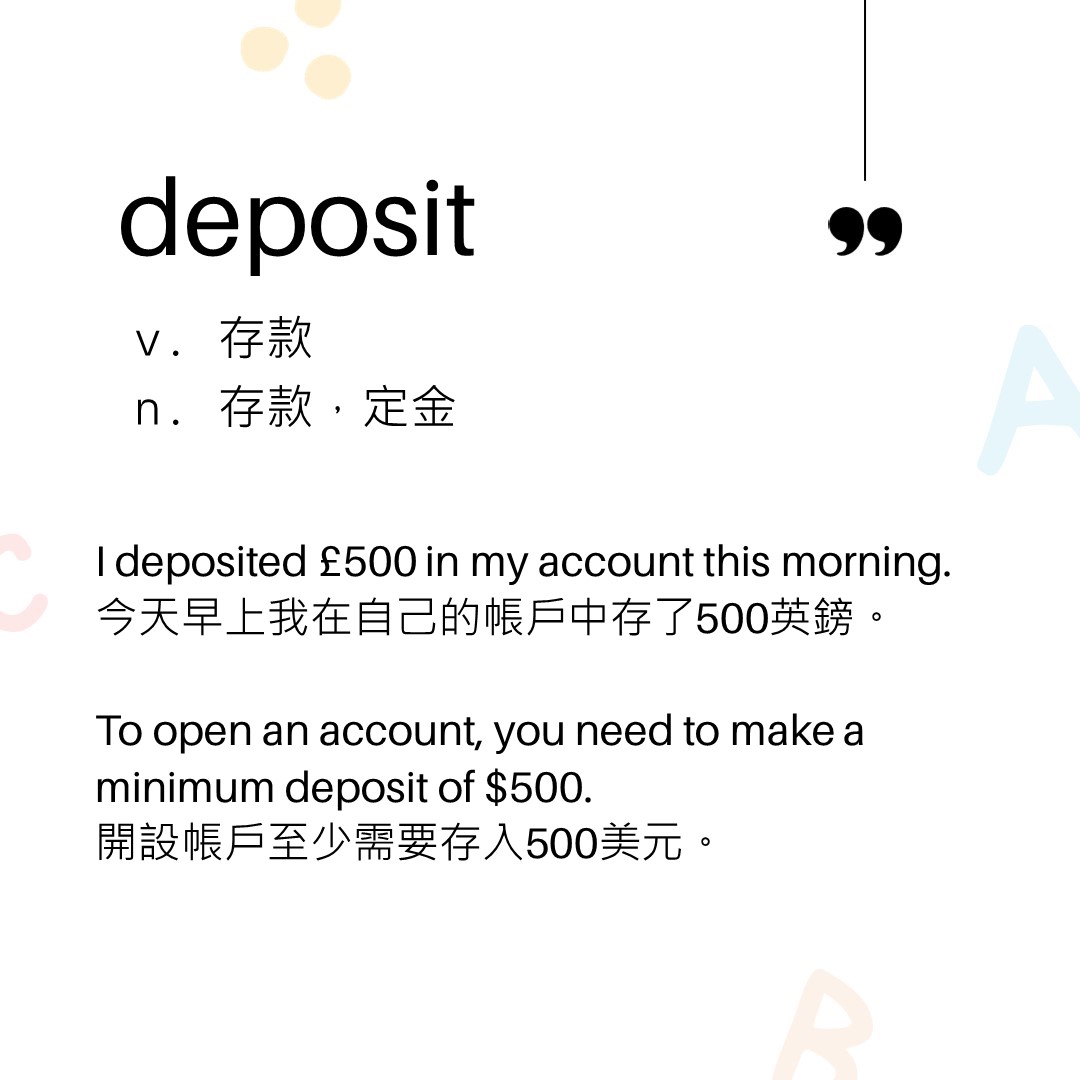 deposit
”
v. 存款
n. 存款，定金
I deposited £500 in my account this morning.
今天早上我在自己的帳戶中存了500英鎊。
To open an account, you need to make a
minimum deposit of $500.
開設帳戶至少需要存入500美元。
A
C
B